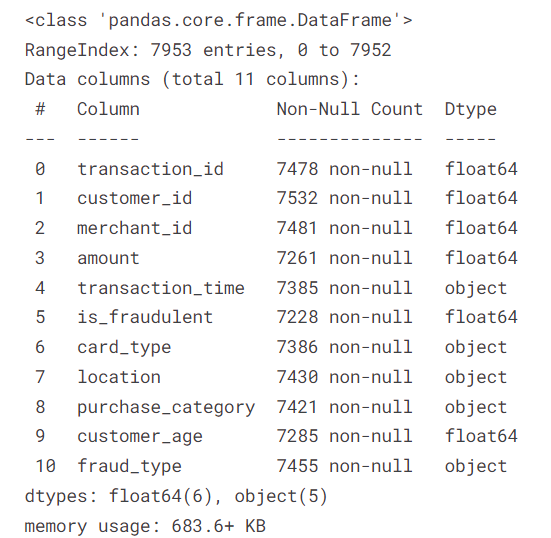 <class 'pandas.core.frame.DataFrame'>
RangeIndex: 7953 entries, 0 to 7952
Data columns (total 11 columns):
 #   Column             Non-Null Count  Dtype
---  ------             --------------  -----
 0   transaction_id     7478 non-null   float64
 1   customer_id        7532 non-null   float64
 2   merchant_id        7481 non-null   float64
 3   amount             7261 non-null   float64
 4   transaction_time   7385 non-null   object
 5   is_fraudulent      7228 non-null   float64
 6   card_type          7386 non-null   object
 7   location           7430 non-null   object
 8   purchase_category  7421 non-null   object
 9   customer_age       7285 non-null   float64
 10  fraud_type         7455 non-null   object
dtypes: float64(6), object(5)
memory usage: 683.6+ KB